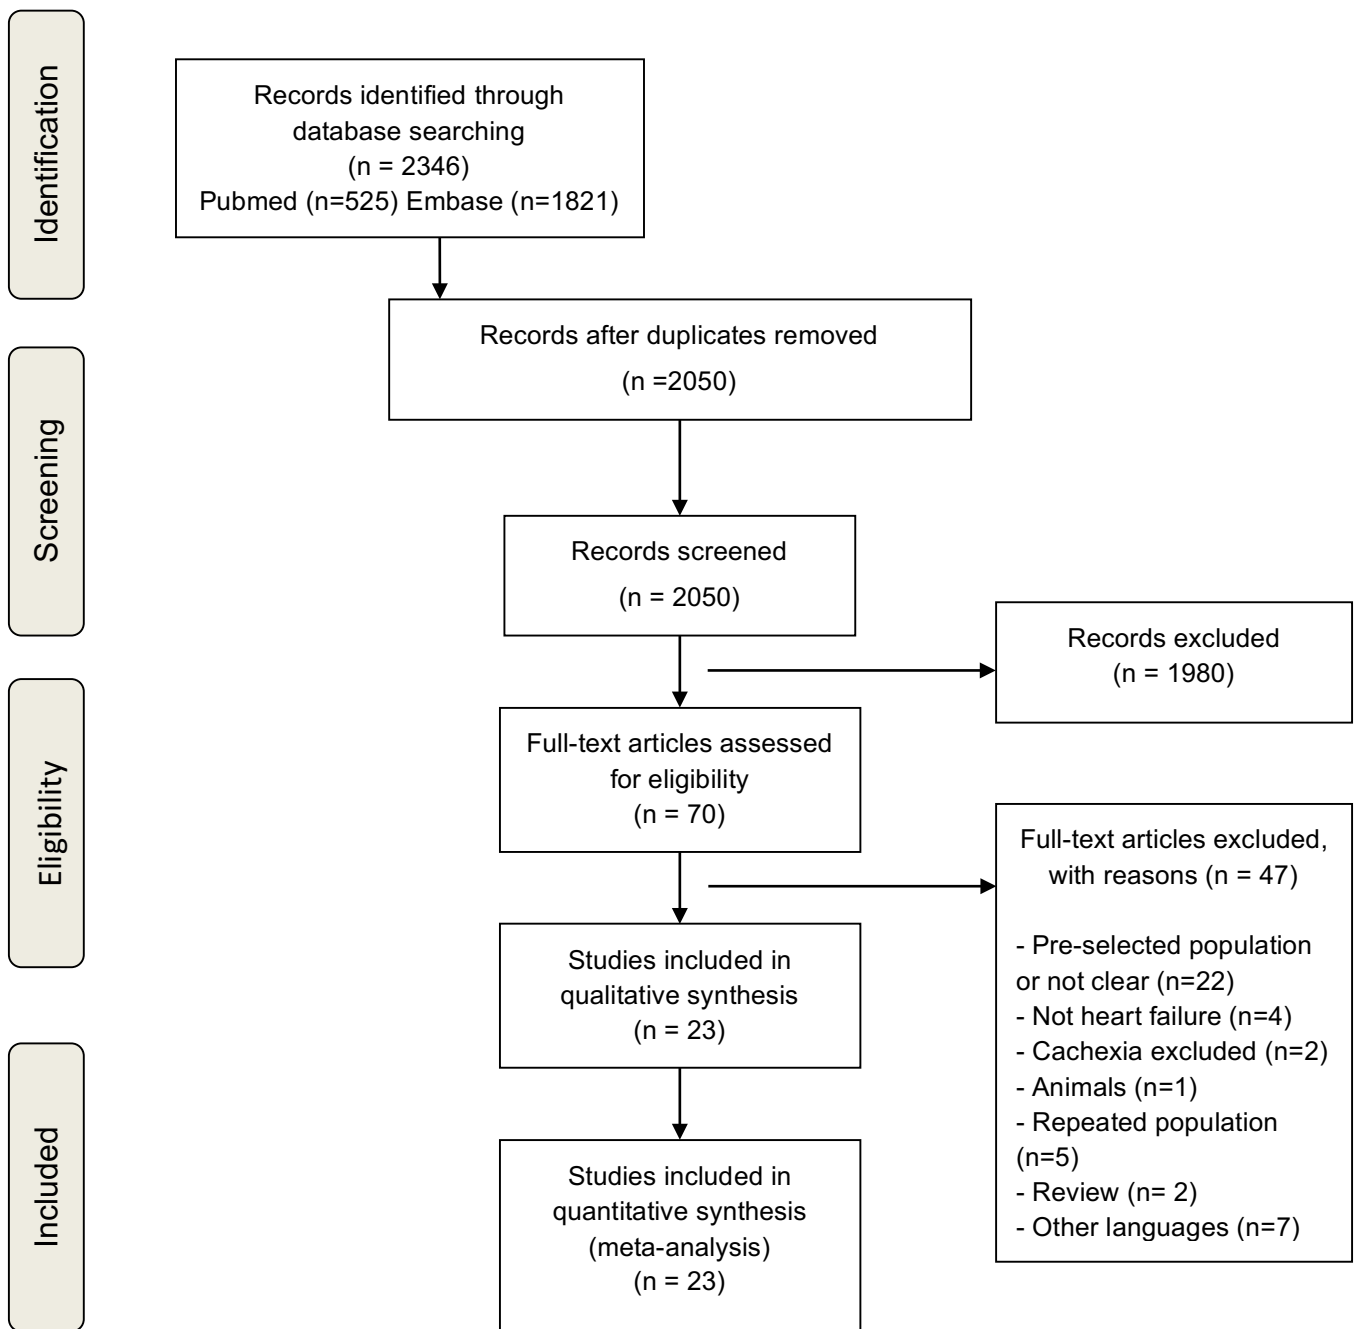 Identification
Records identified through
database searching
(n = 2346)
Pubmed (n=525) Embase (n=1821)
Records after duplicates removed
(n =2050)
Screening
Records screened
(n = 2050)
Records excluded
(n = 1980)
Eligibility
Full-text articles assessed
for eligibility
(n = 70)
Full-text articles excluded,
with reasons (n = 47)
- Pre-selected population
or not clear (n=22)
- Not heart failure (n=4)
- Cachexia excluded (n=2)
- Animals (n=1)
- Repeated population
(n=5)
- Review (n= 2)
- Other languages (n=7)
Studies included in
qualitative synthesis
(n = 23)
Included
Studies included in
quantitative synthesis
(meta-analysis)
(n = 23)